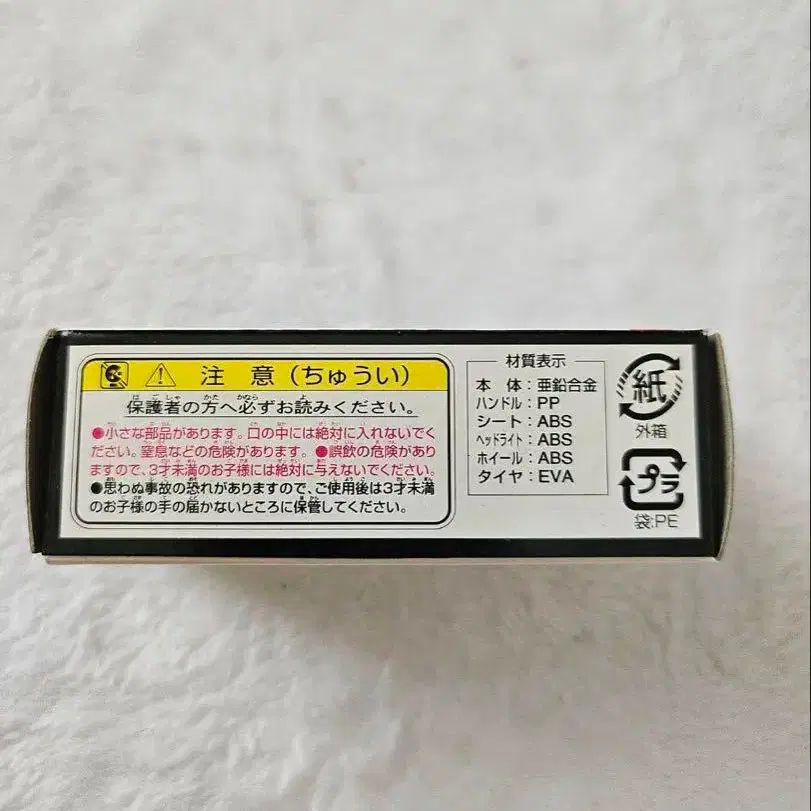 注意(ちゅうい)
保護者の方へ必ずお読みください。
●小さな部品があります。口の中には絶対に入れないでく
ださい。窒息などの危険があります。●誤飲の危険があり
ますので、3才未満のお子様には絶対に与えないでください。
●思わぬ事故の恐れがありますので、ご使用後は3才未満
のお子様の手の届かないところに保管してください。
材質表示
本体:亜鉛合金
ハンドル:PP
シート:ABS
ヘッドライト:ABS
ホイール:ABS
タイヤ:EVA
紙
外箱
プラ
袋:PE